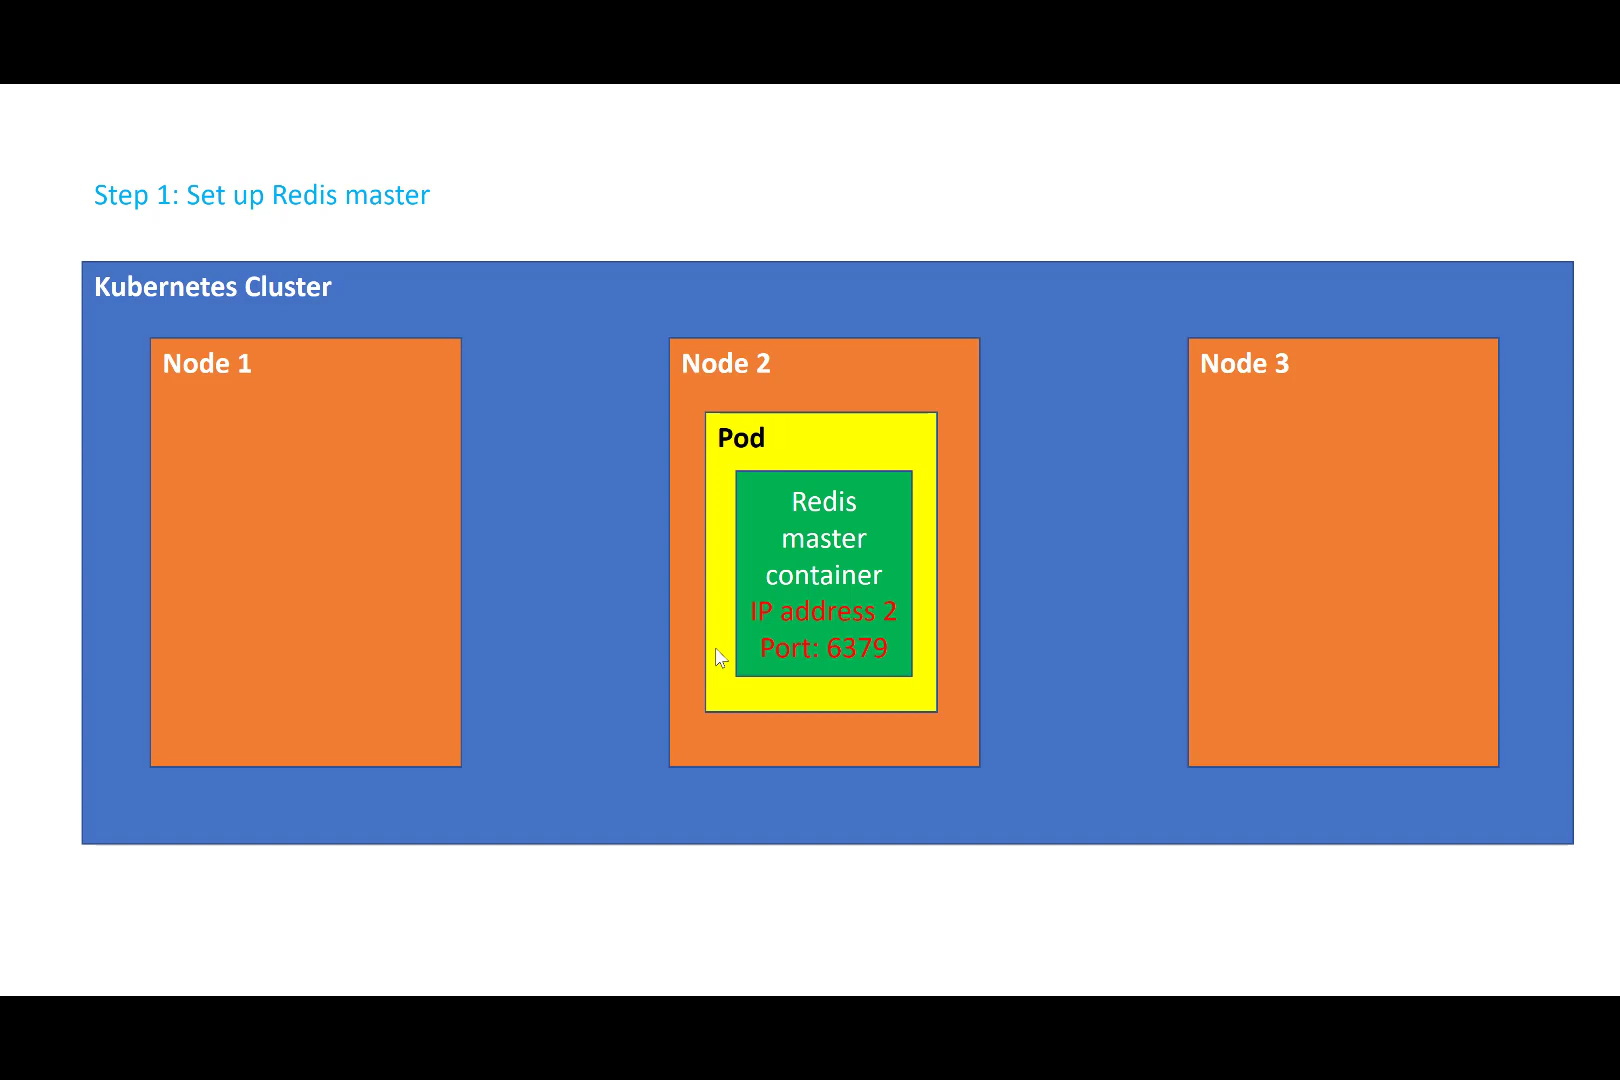 Step 1: Set up Redis master
Kubernetes Cluster
Node 1
Node 2
Node 3
Pod
Redis
master
container
IP address 2
Port: 6379